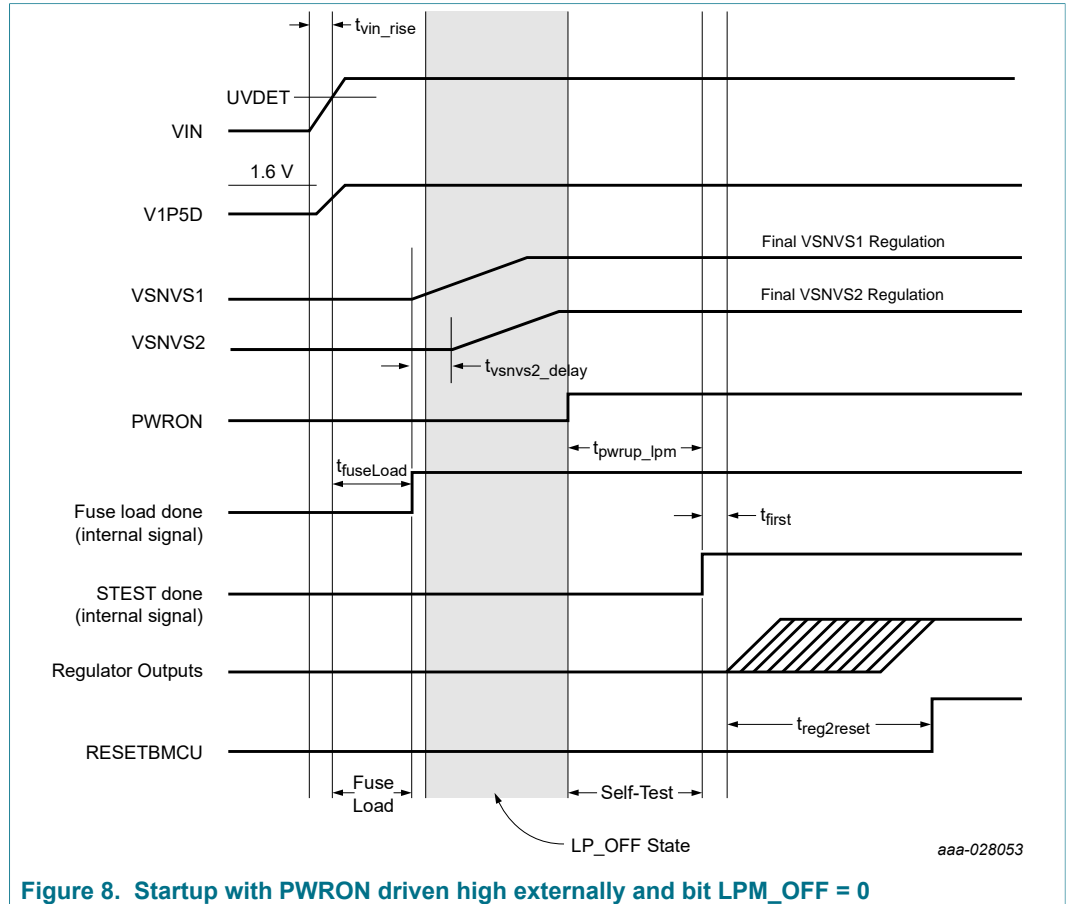 tvin_rise
UVDET
VIN
1.6 V
V1P5D
Final VSNVS1 Regulation
VSNVS1
Final VSNVS2 Regulation
VSNVS2
tvsnvs2_delay
PWRON
tpwrup_lpm
tfuseLoad
Fuse load done
(internal signal)
tfirst
STEST done
(internal signal)
Regulator Outputs
treg2reset
RESETBMCU
Fuse
Load
Self-Test
LP_OFF State
aaa-028053
Figure 8. Startup with PWRON driven high externally and bit LPM_OFF = 0